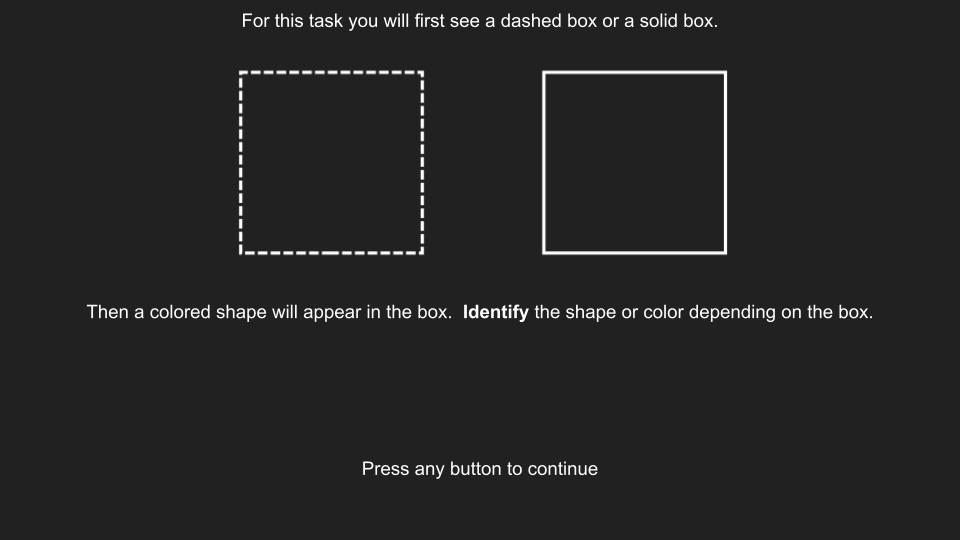 For this task you will first see a dashed box or a solid box.
Then a colored shape will appear in the box.  Identify the shape or color depending on the box.
Press any button to continue